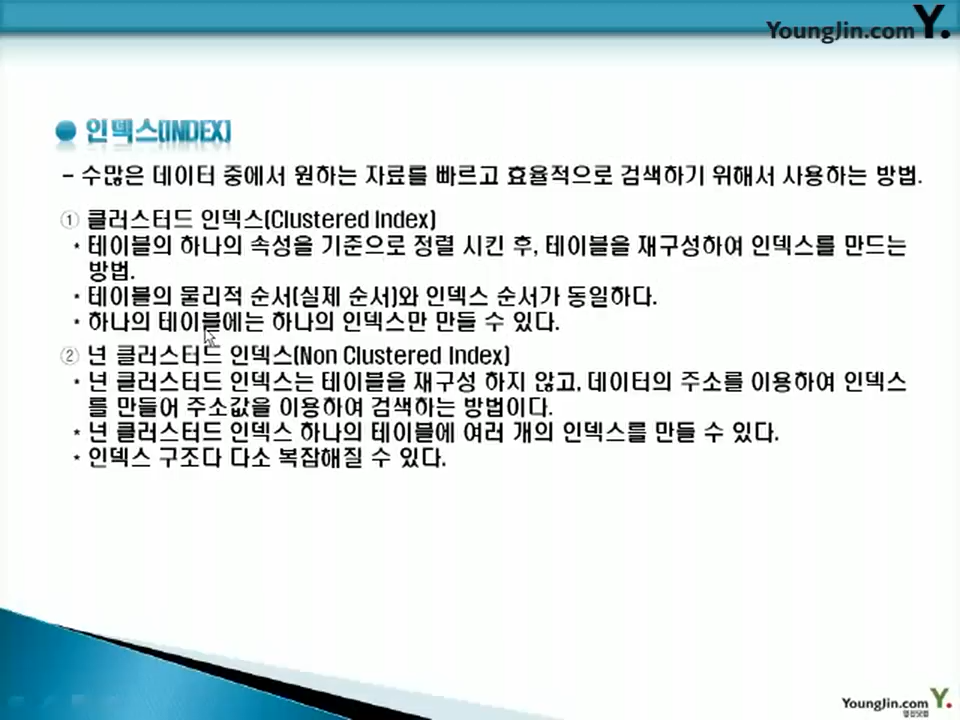 YoungJin.com Y.
인덱스(INDEX)
- 수많은 데이터 중에서 원하는 자료를 빠르고 효율적으로 검색하기 위해서 사용하는 방법.
① 클러스터드 인덱스(Clustered Index)
* 테이블의 하나의 속성을 기준으로 정렬 시킨 후, 테이블을 재구성하여 인덱스를 만드는
방법.
* 테이블의 물리적 순서(실제 순서)와 인덱스 순서가 동일하다.
* 하나의 테이블에는 하나의 인덱스만 만들 수 있다.
② 넌 클러스터드 인덱스(Non Clustered Index)
* 넌 클러스터드 인덱스는 테이블을 재구성 하지 않고, 데이터의 주소를 이용하여 인덱스
를 만들어 주소값을 이용하여 검색하는 방법이다.
* 넌 클러스터드 인덱스 하나의 테이블에 여러 개의 인덱스를 만들 수 있다.
* 인덱스 구조다 다소 복잡해질 수 있다.
YoungJin.com Y.
영진닷컴